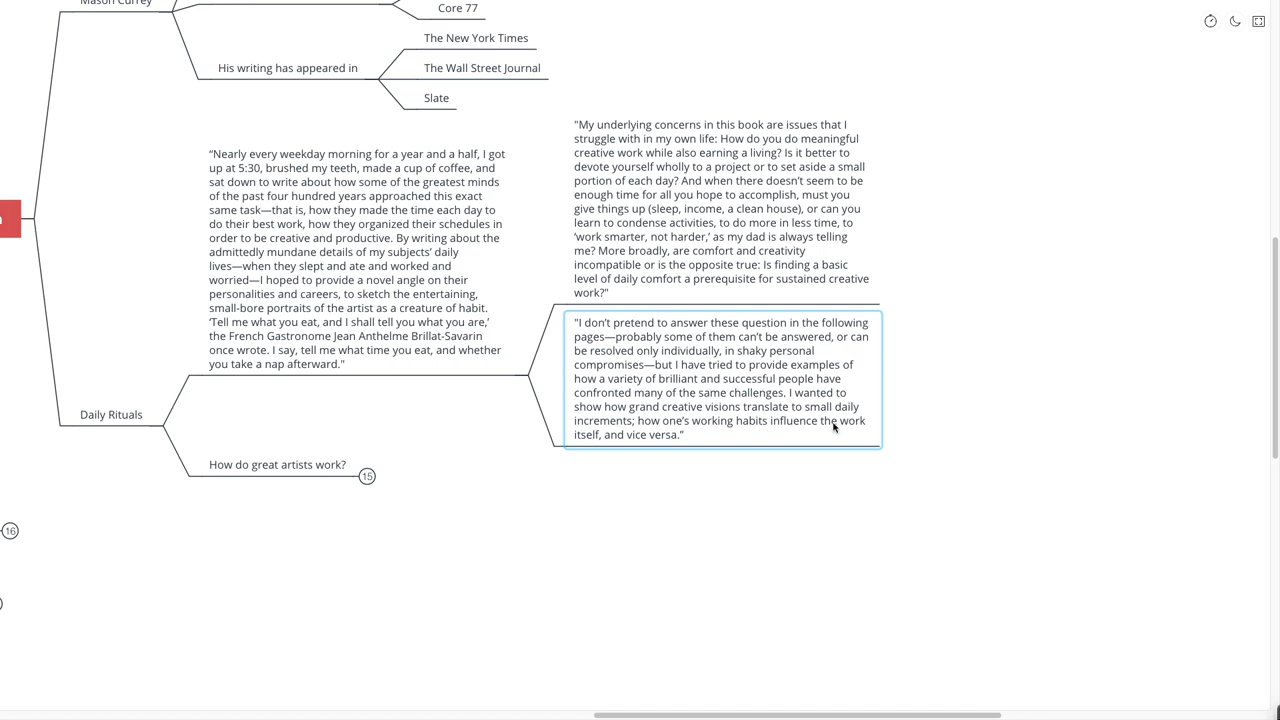 Mason Currey
Core 77
The New York Times
His writing has appeared in
The Wall Street Journal
Slate
“Nearly every weekday morning for a year and a half, I got
up at 5:30, brushed my teeth, made a cup of coffee, and
sat down to write about how some of the greatest minds
of the past four hundred years approached this exact
same task—that is, how they made the time each day to
do their best work, how they organized their schedules in
order to be creative and productive. By writing about the
admittedly mundane details of my subjects’ daily
lives—when they slept and ate and worked and
worried—I hoped to provide a novel angle on their
personalities and careers, to sketch the entertaining,
small-bore portraits of the artist as a creature of habit.
‘Tell me what you eat, and I shall tell you what you are,’
the French Gastronome Jean Anthelme Brillat-Savarin
once wrote. I say, tell me what time you eat, and whether
you take a nap afterward."
"My underlying concerns in this book are issues that I
struggle with in my own life: How do you do meaningful
creative work while also earning a living? Is it better to
devote yourself wholly to a project or to set aside a small
portion of each day? And when there doesn’t seem to be
enough time for all you hope to accomplish, must you
give things up (sleep, income, a clean house), or can you
learn to condense activities, to do more in less time, to
‘work smarter, not harder,’ as my dad is always telling
me? More broadly, are comfort and creativity
incompatible or is the opposite true: Is finding a basic
level of daily comfort a prerequisite for sustained creative
work?"
"I don’t pretend to answer these question in the following
pages—probably some of them can’t be answered, or can
be resolved only individually, in shaky personal
compromises—but I have tried to provide examples of
how a variety of brilliant and successful people have
confronted many of the same challenges. I wanted to
show how grand creative visions translate to small daily
increments; how one’s working habits influence the work
itself, and vice versa.”
Daily Rituals
How do great artists work?
15
16